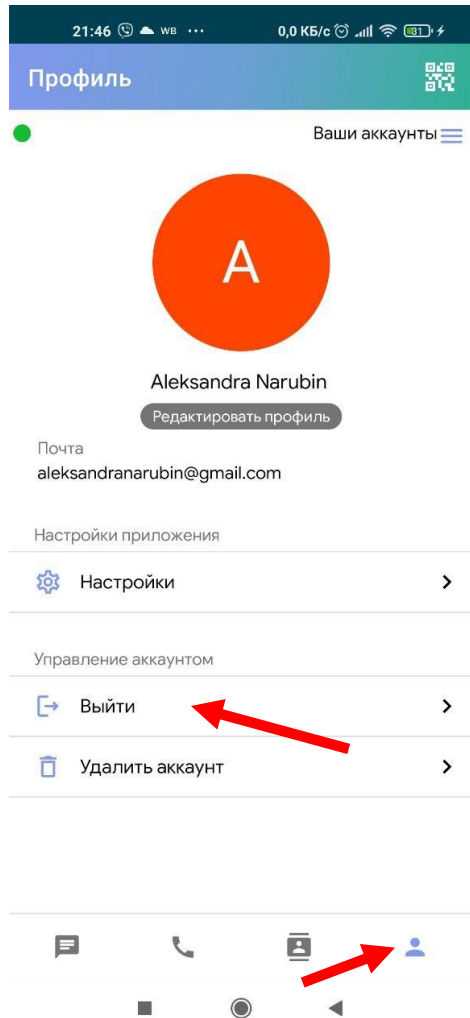 21:46 WB ... 0,0 КБ/с 81
Профиль
Ваши аккаунты
A
Aleksandra Narubin
Редактировать профиль
Почта
aleksandranarubin@gmail.com
Настройки приложения
Настройки
Управление аккаунтом
Выйти
Удалить аккаунт